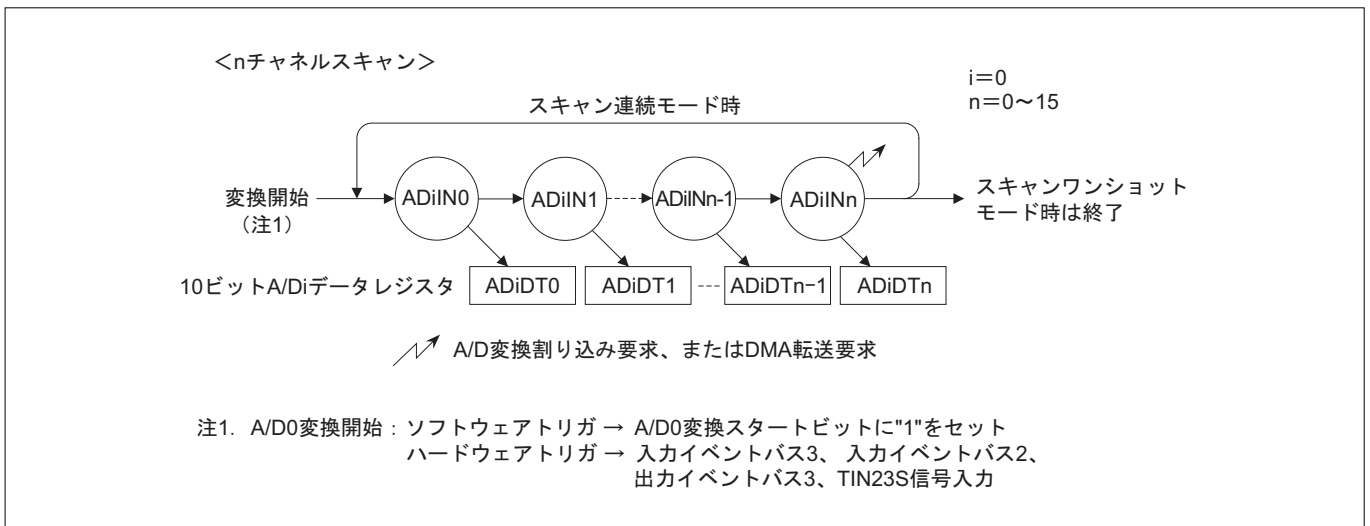 ＜nチャネルスキャン＞
i＝0
n＝0〜15
スキャン連続モード時
変換開始
（注1）
ADiIN0
ADiIN1
ADiINn-1
ADiINn
スキャンワンショット
モード時は終了
10ビットA/Diデータレジスタ
ADiDT0
ADiDT1
ADiDTn−1
ADiDTn
A/D変換割り込み要求、またはDMA転送要求
注1. A/D0変換開始：ソフトウェアトリガ → A/D0変換スタートビットに"1"をセット
ハードウェアトリガ → 入力イベントバス3、 入力イベントバス2、
出力イベントバス3、TIN23S信号入力